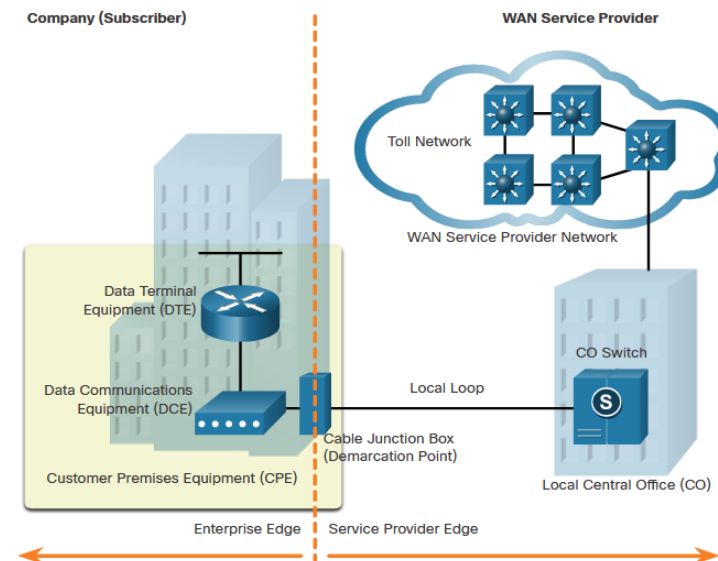 Company (Subscriber)
WAN Service Provider
Toll Network
WAN Service Provider Network
Data Terminal
Equipment (DTE)
CO Switch
Data Communications
Equipment (DCE)
Local Loop
S
Cable Junction Box
(Demarcation Point)
Customer Premises Equipment (CPE)
Local Central Office (CO)
Enterprise Edge
Service Provider Edge